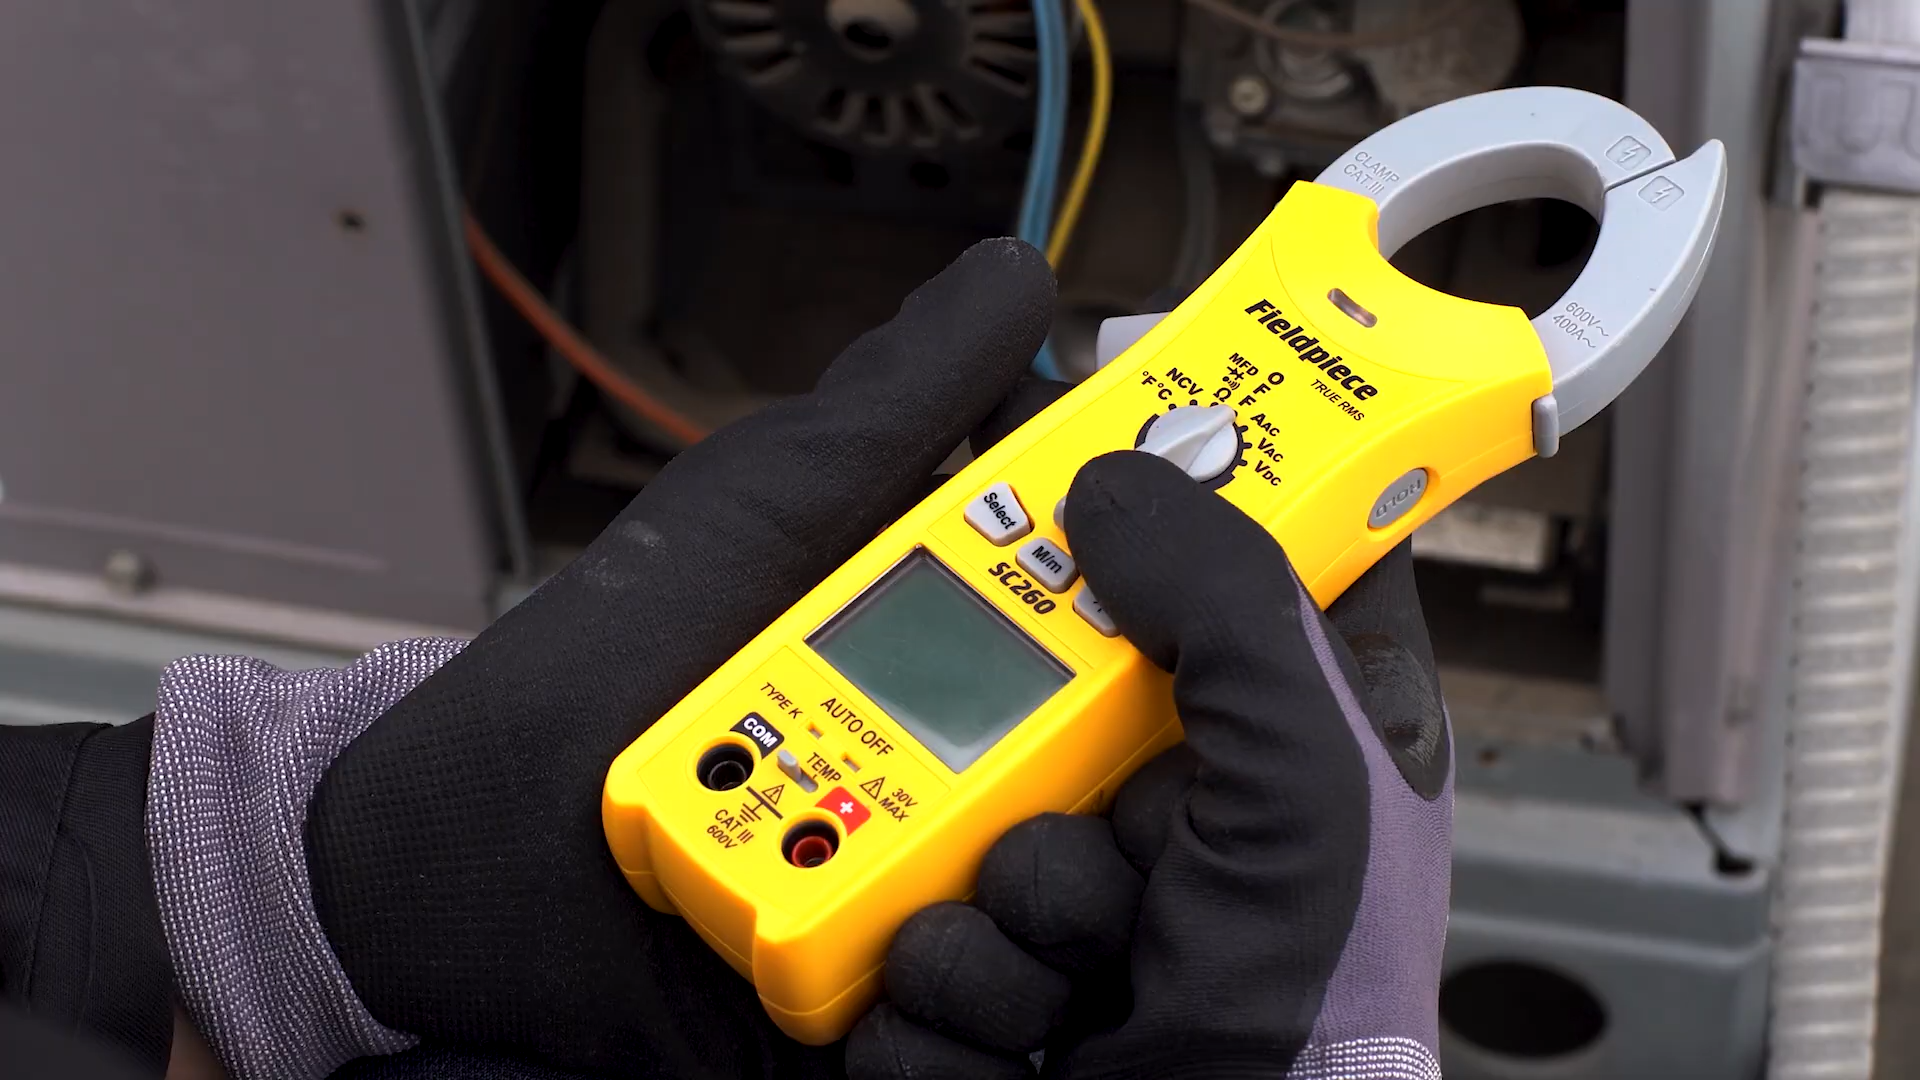 CLAMP
CAT. III
600V~
400A~
Fieldpiece
TRUE RMS
MFD
O
F
F
NCV
Ω
°F°C
AAC
VAC
VDC
HOLD
Select
M/m
SC260
TYPE K
AUTO OFF
COM
TEMP
30V
MAX
CAT III
600V